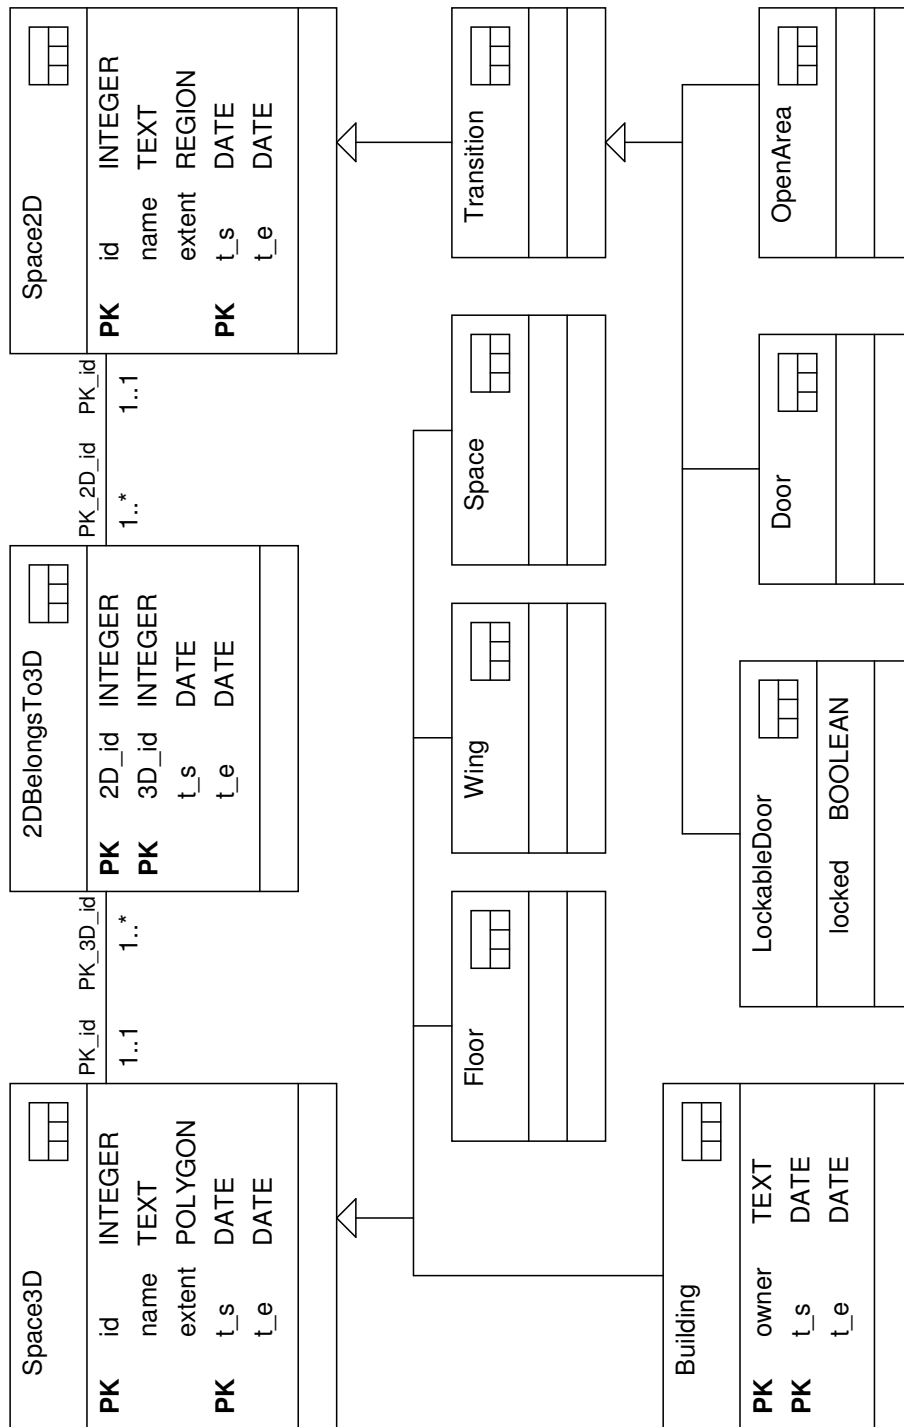 Space3D
PK id INTEGER
name TEXT
extent POLYGON
PK t_s DATE
t_e DATE
PK_id PK_3D_id
1..1 1..*
2DBelongsTo3D
PK 2D_id INTEGER
PK 3D_id INTEGER
t_s DATE
t_e DATE
PK_2D_id PK_id
1..* 1..1
Space2D
PK id INTEGER
name TEXT
extent REGION
PK t_s DATE
t_e DATE
Floor
Wing
Space
Transition
Building
PK owner TEXT
PK t_s DATE
t_e DATE
LockableDoor
locked BOOLEAN
Door
OpenArea